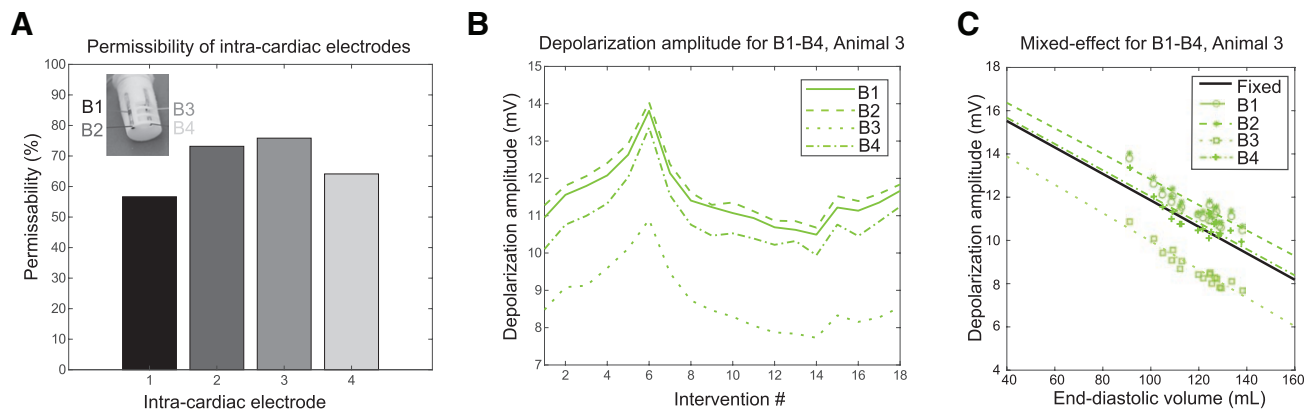 A
Permissibility of intra-cardiac electrodes
100
90
80
70
60
50
40
30
20
10
0
Permissability (%)
B1
B2
B3
B4
1 2 3 4
Intra-cardiac electrode
B
Depolarization amplitude for B1-B4, Animal 3
15
14
13
12
11
10
9
8
7
Depolarization amplitude (mV)
B1
B2
B3
B4
2 4 6 8 10 12 14 16 18
Intervention #
C
Mixed-effect for B1-B4, Animal 3
18
16
14
12
10
8
6
4
Depolarization amplitude (mV)
Fixed
B1
B2
B3
B4
40 60 80 100 120 140 160
End-diastolic volume (mL)